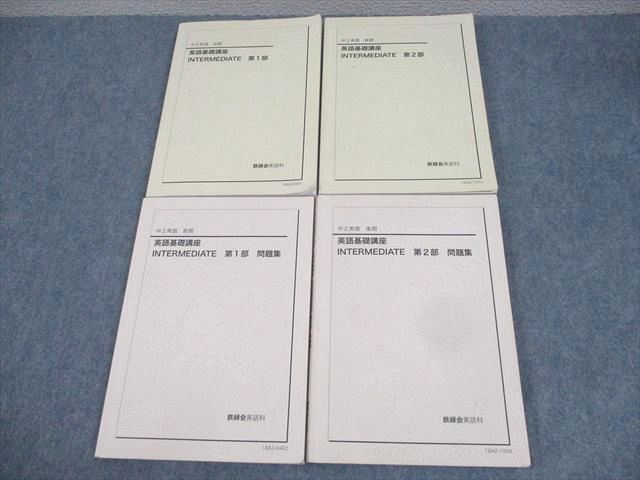 中2英語 前期
英語基礎講座
INTERMEDIATE 第1部
鉄緑会英語科
中2英語 後期
英語基礎講座
INTERMEDIATE 第2部
鉄緑会英語科
中2英語 前期
英語基礎講座
INTERMEDIATE 第1部 問題集
鉄緑会英語科
18A2-0402
中2英語 後期
英語基礎講座
INTERMEDIATE 第2部 問題集
鉄緑会英語科
18A2-1004